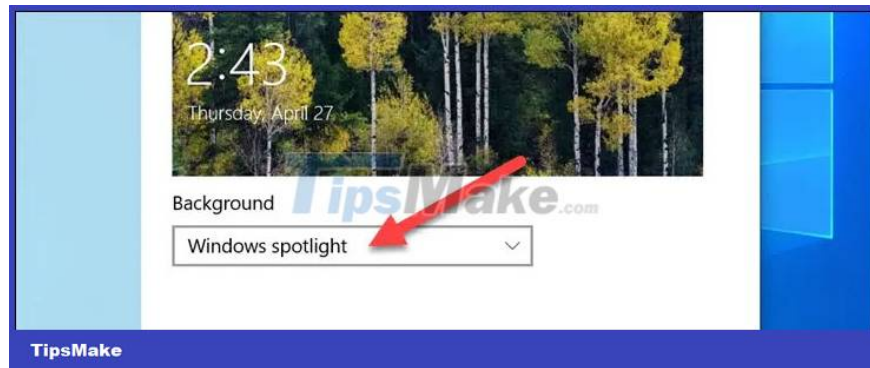 2:43
Thursday, April 27
TipsMake.com
Background
Windows spotlight
TipsMake